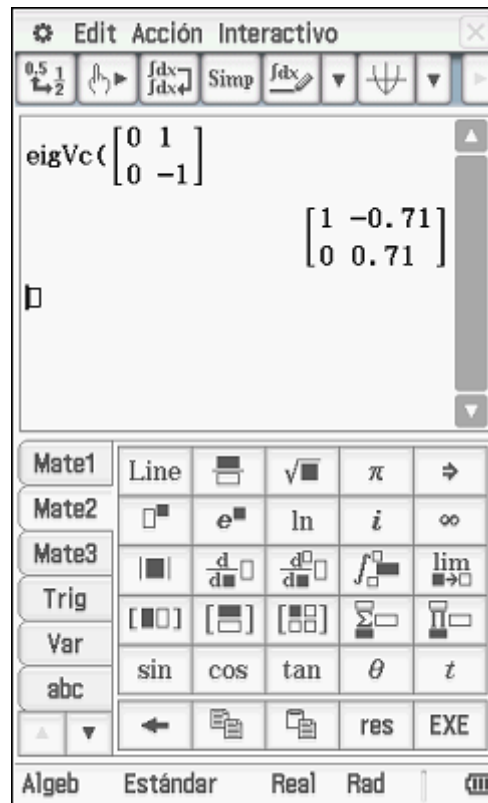 Edit Acción Interactivo
0.5 1 2 ∫dx ∫dx Simp ∫dx
eigVc([0 1
0 -1]
[1 -0.71
0 0.71]
Mate1 Line √■ π ⇒
Mate2 □■ e■ ln i ∞
Mate3 |■| d/d■□ d□/d■□ ∫□ lim ■→□
Trig [■□] Σ Π
Var sin cos tan θ t
abc res EXE
Algeb Estándar Real Rad